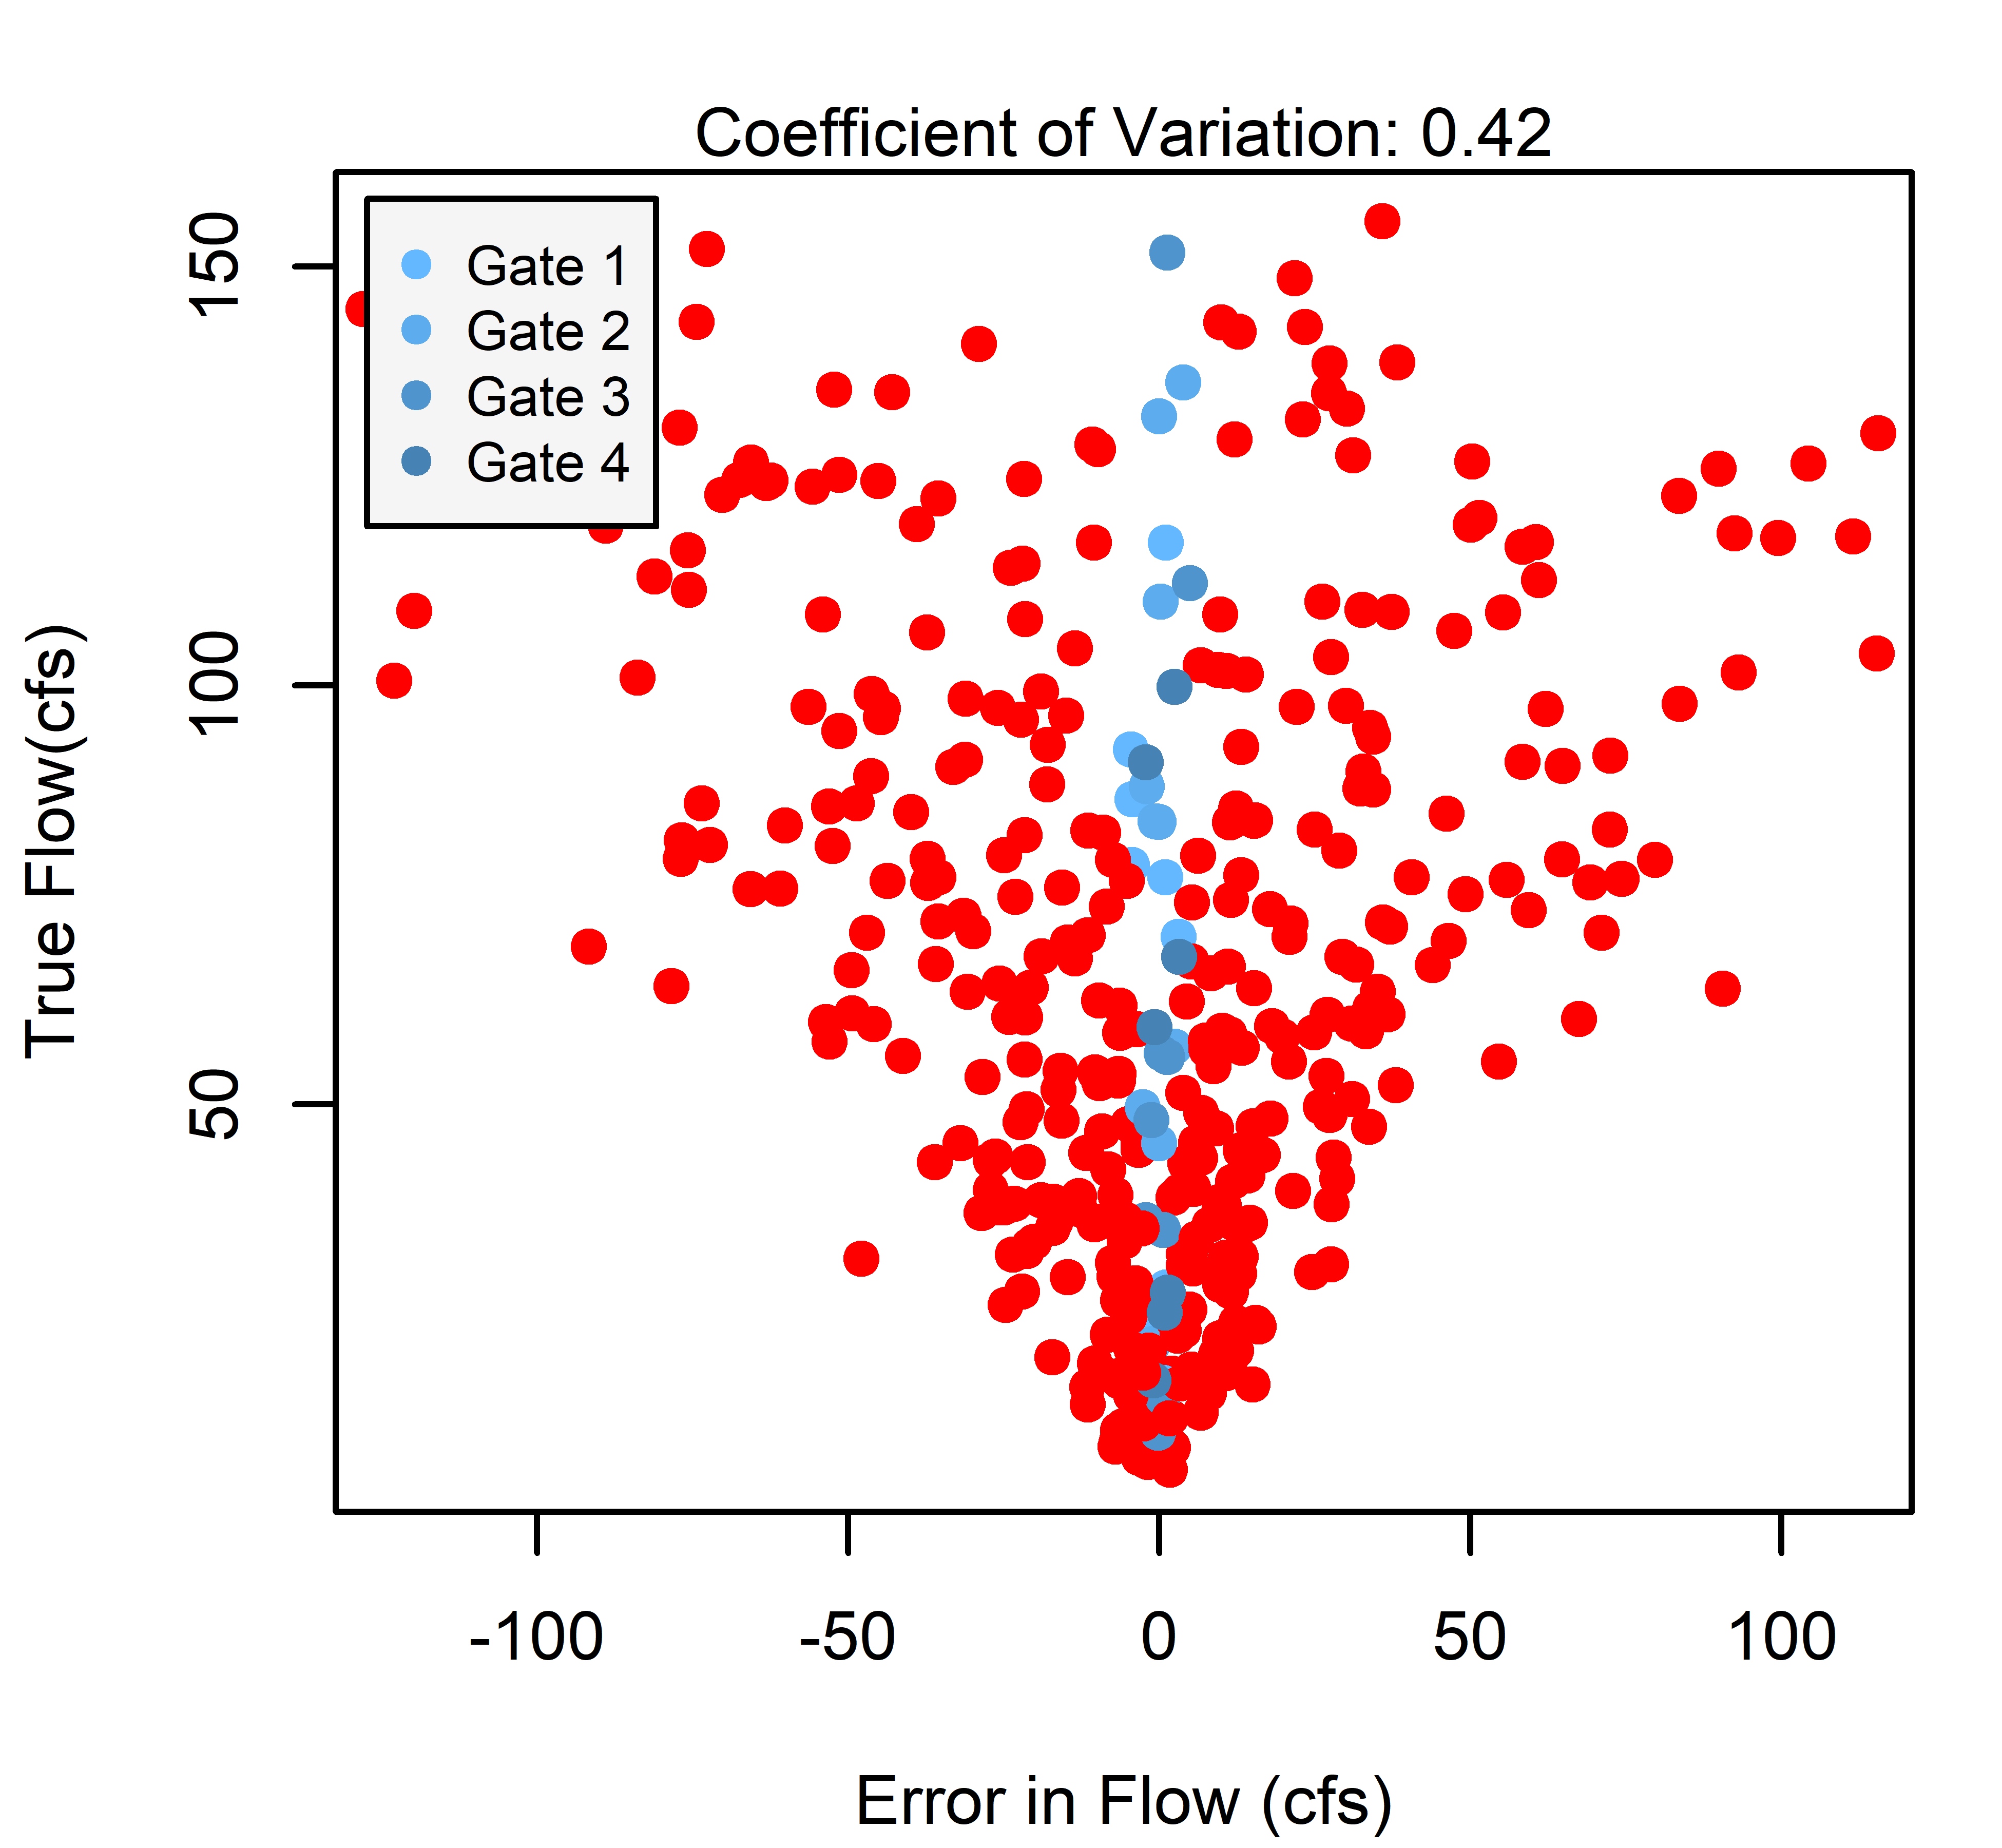 Coefficient of Variation: 0.42
Gate 1
Gate 2
Gate 3
Gate 4
True Flow(cfs)
150
100
50
-100 -50 0 50 100
Error in Flow (cfs)